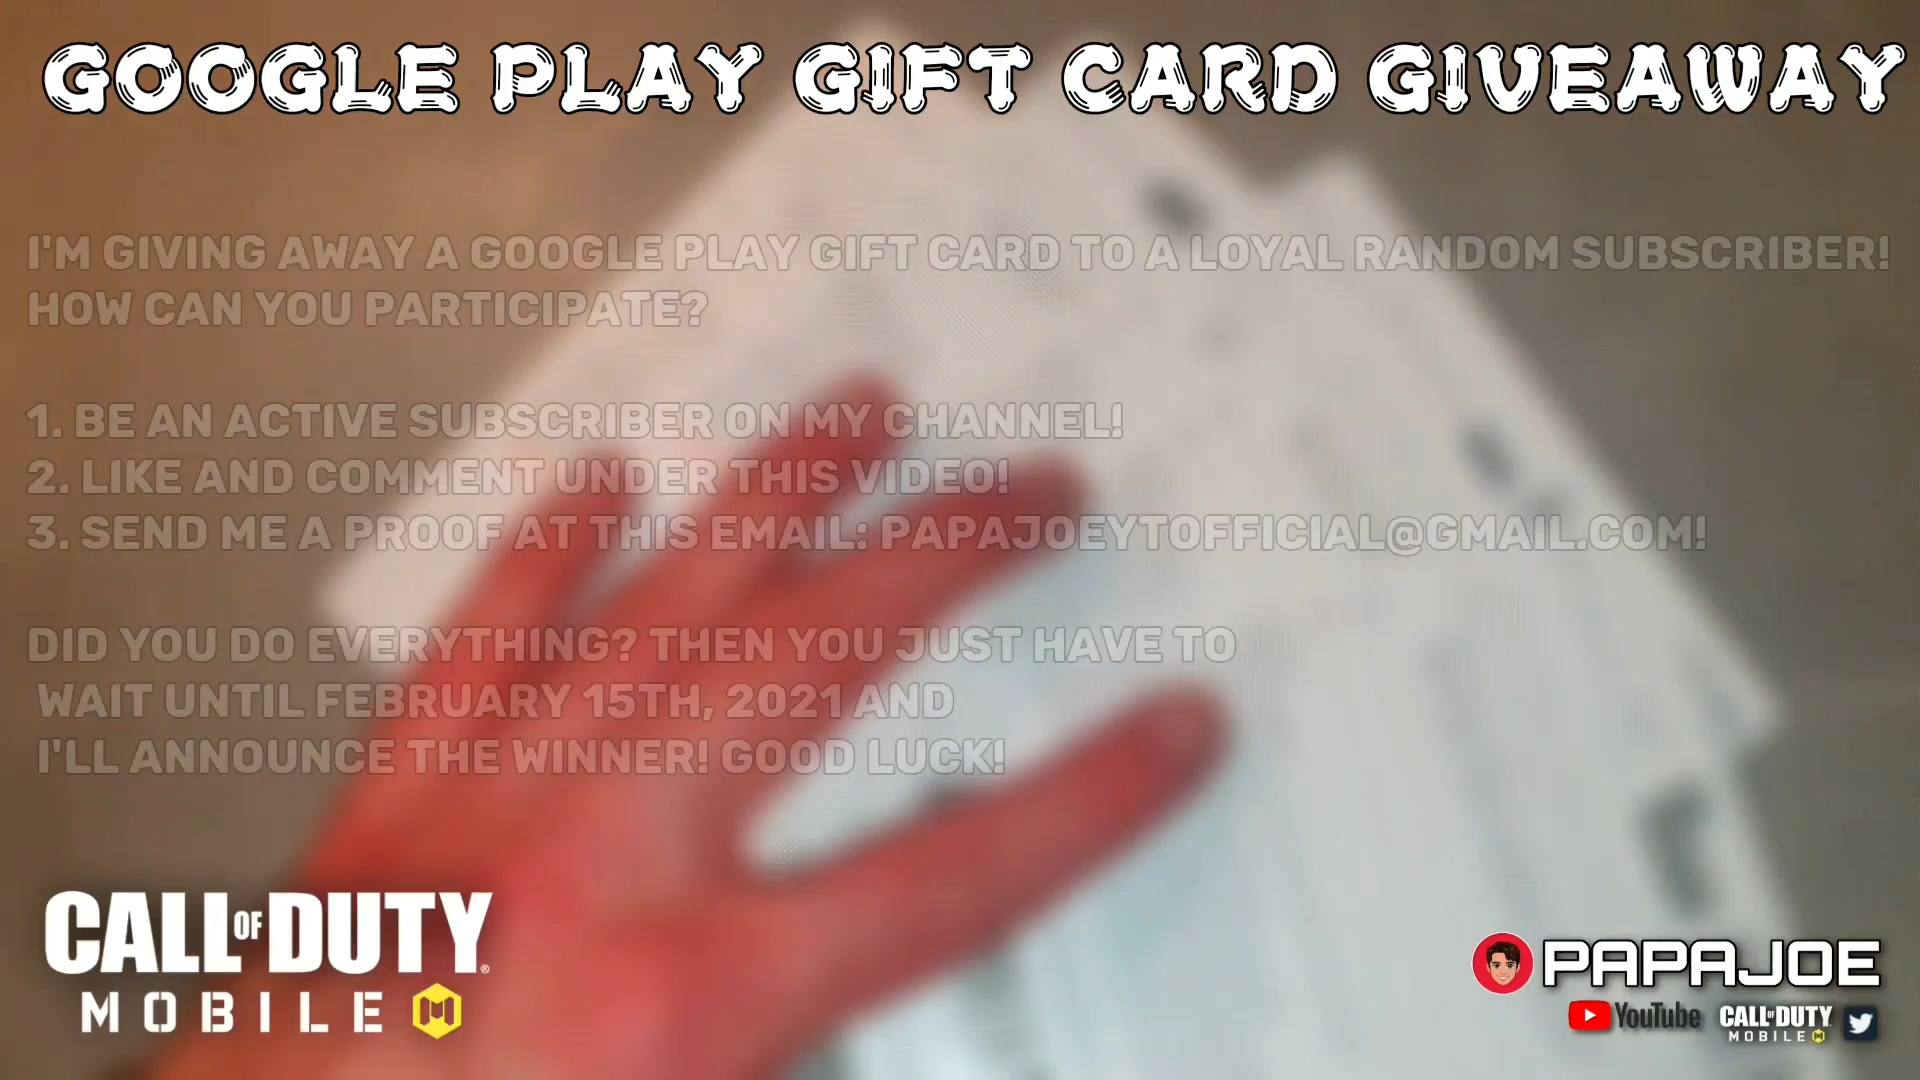 GOOGLE PLAY GIFT CARD GIVEAWAY
I'M GIVING AWAY A GOOGLE PLAY GIFT CARD TO A LOYAL RANDOM SUBSCRIBER!
HOW CAN YOU PARTICIPATE?
1. BE AN ACTIVE SUBSCRIBER ON MY CHANNEL!
2. LIKE AND COMMENT UNDER THIS VIDEO!
3. SEND ME A PROOF AT THIS EMAIL: PAPAJOEYTOFFICIAL@GMAIL.COM!
DID YOU DO EVERYTHING? THEN YOU JUST HAVE TO
WAIT UNTIL FEBRUARY 15TH, 2021 AND
I'LL ANNOUNCE THE WINNER! GOOD LUCK!
CALL OF DUTY®
MOBILE
PAPAJOE
YouTube
CALL OF DUTY
MOBILE